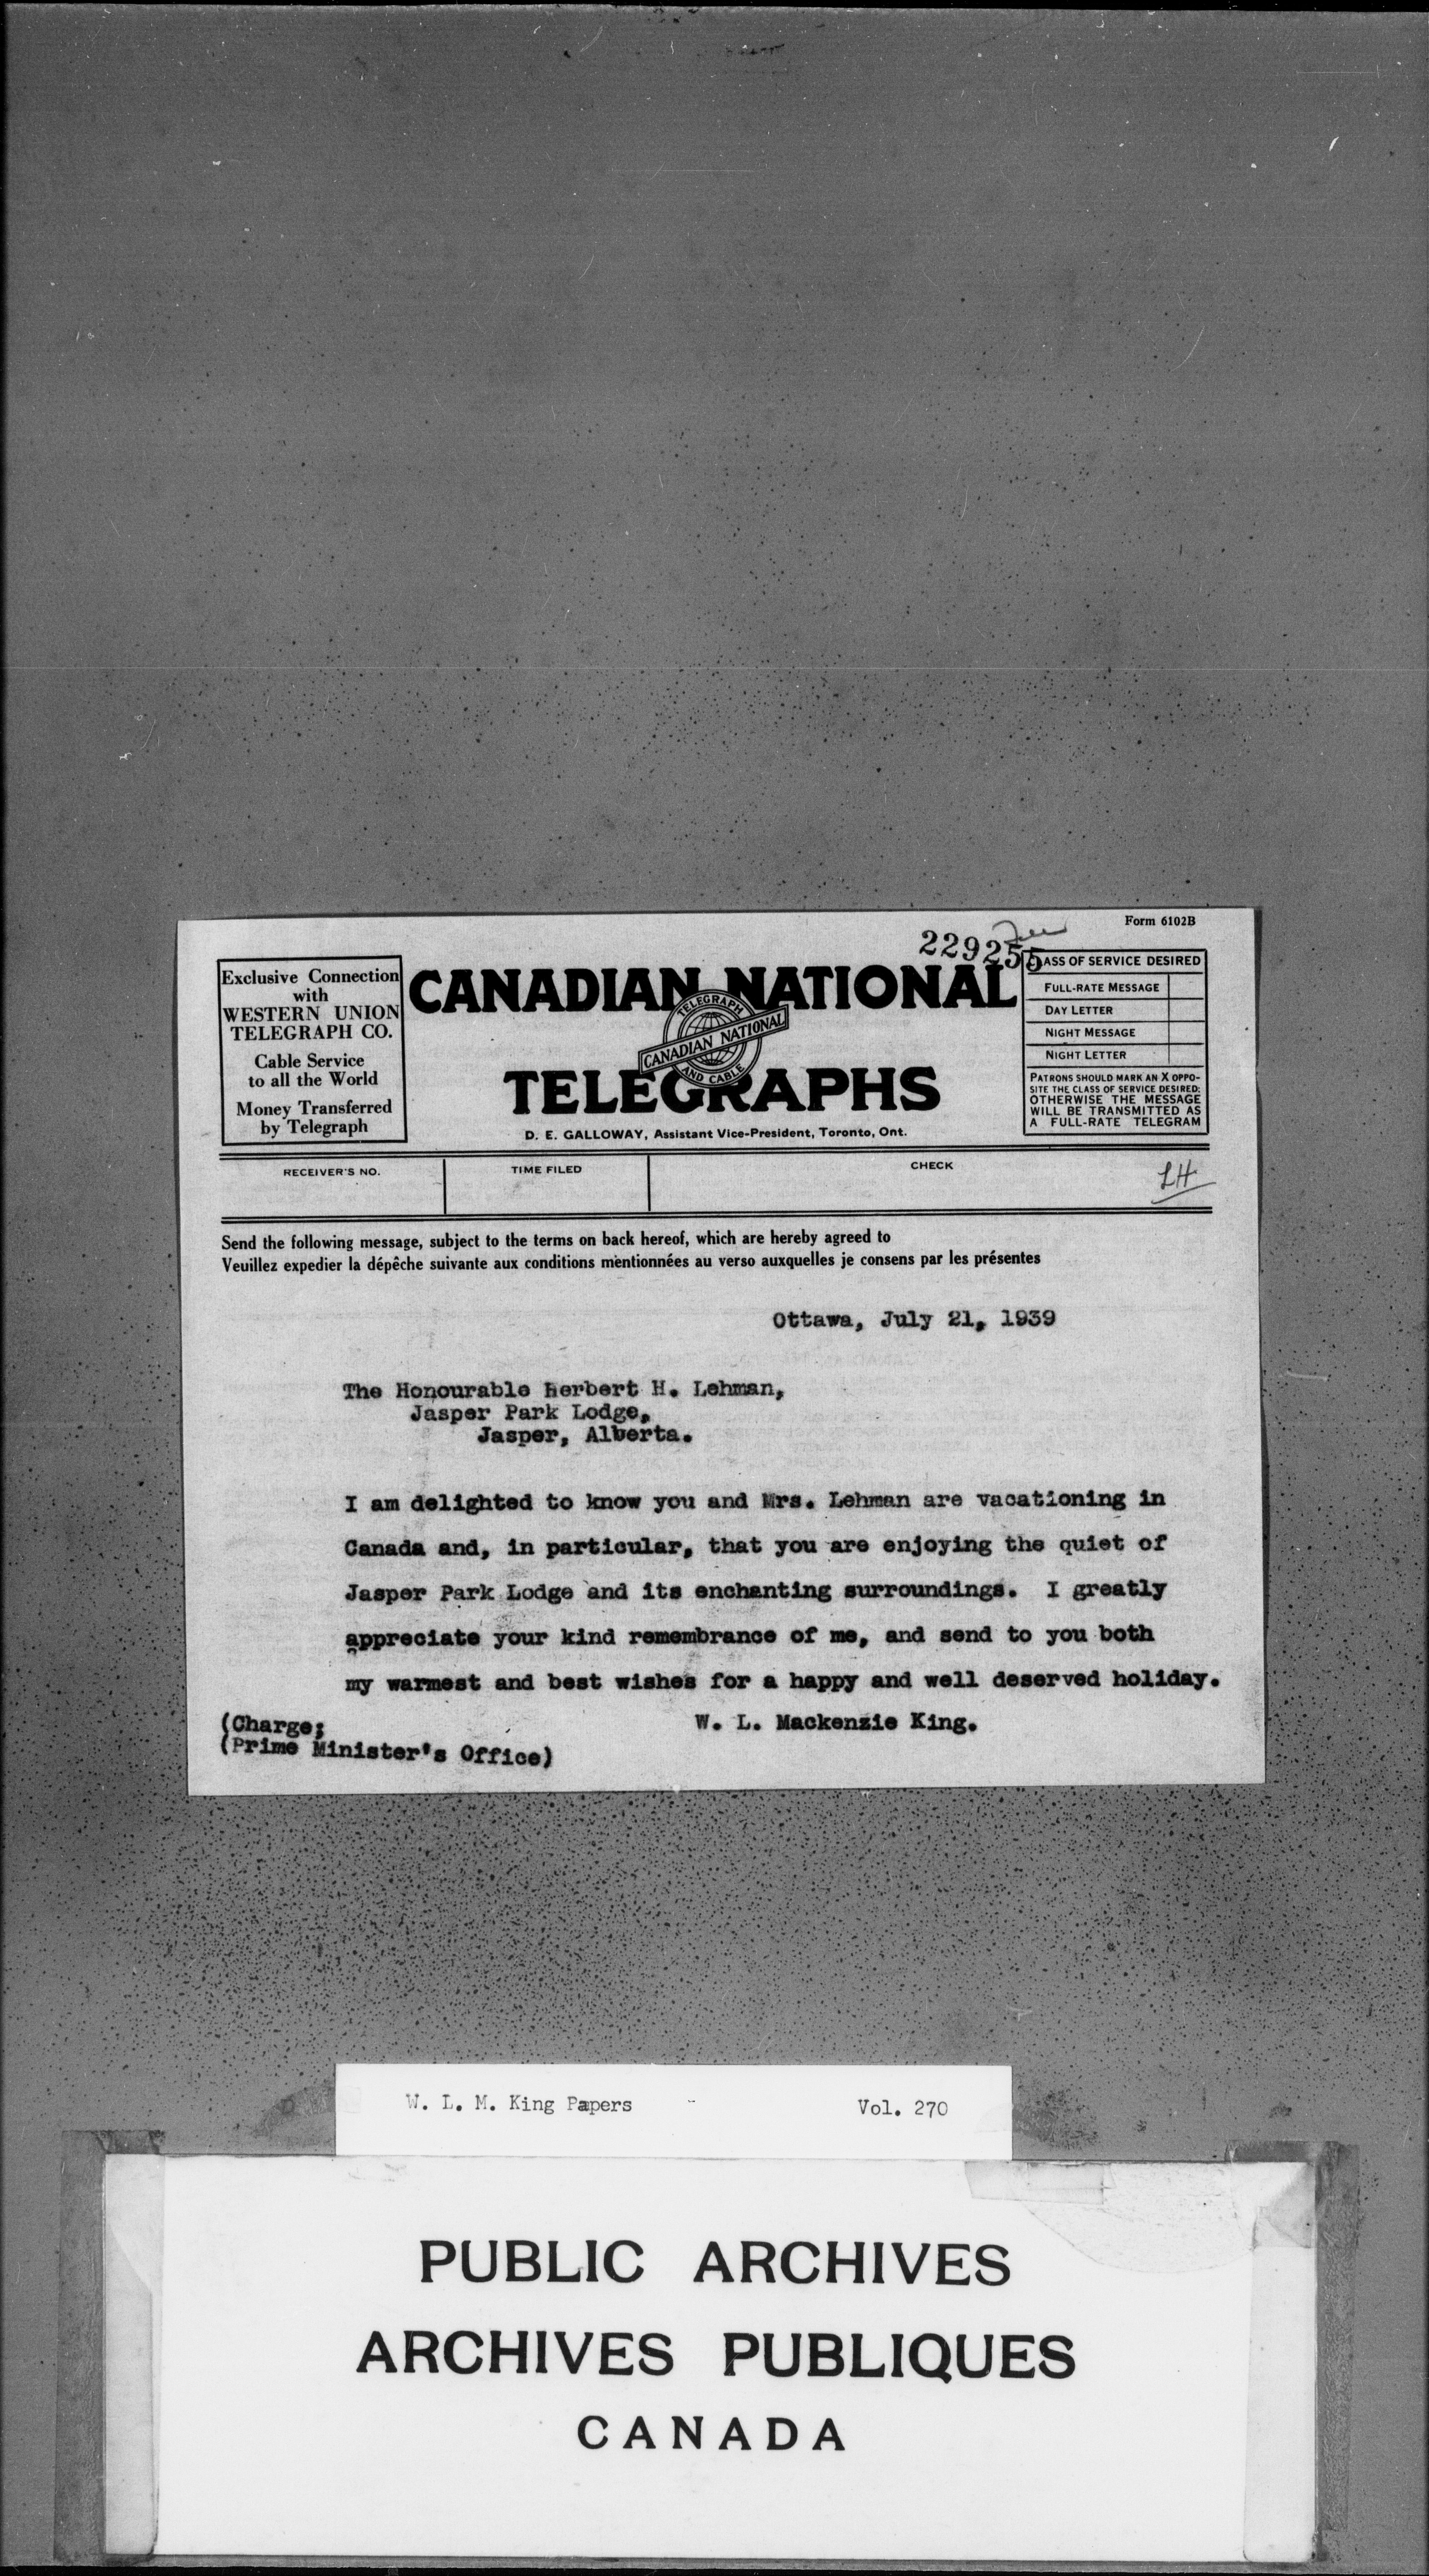 Form 6102B
229255
Exclusive Connection
with
WESTERN UNION
TELEGRAPH CO.
Cable Service
to all the World
Money Transferred
by Telegraph
CANADIAN NATIONAL
TELEGRAPH
CANADIAN NATIONAL
AND CABLE
TELEGRAPHS
D. E. GALLOWAY, Assistant Vice-President, Toronto, Ont.
ASS OF SERVICE DESIRED
FULL-RATE MESSAGE
DAY LETTER
NIGHT MESSAGE
NIGHT LETTER
PATRONS SHOULD MARK AN X OPPO-
SITE THE CLASS OF SERVICE DESIRED;
OTHERWISE THE MESSAGE
WILL BE TRANSMITTED AS
A FULL-RATE TELEGRAM
RECEIVER'S NO.
TIME FILED
CHECK
LH
Send the following message, subject to the terms on back hereof, which are hereby agreed to
Veuillez expedier la dépêche suivante aux conditions mentionnées au verso auxquelles je consens par les présentes
Ottawa, July 21, 1939
The Honourable Herbert H. Lehman,
Jasper Park Lodge,
Jasper, Alberta.
I am delighted to know you and Mrs. Lehman are vacationing in
Canada and, in particular, that you are enjoying the quiet of
Jasper Park Lodge and its enchanting surroundings. I greatly
appreciate your kind remembrance of me, and send to you both
my warmest and best wishes for a happy and well deserved holiday.
W. L. Mackenzie King.
(Charge;
(Prime Minister's Office)
W. L. M. King Papers - Vol. 270
PUBLIC ARCHIVES
ARCHIVES PUBLIQUES
CANADA